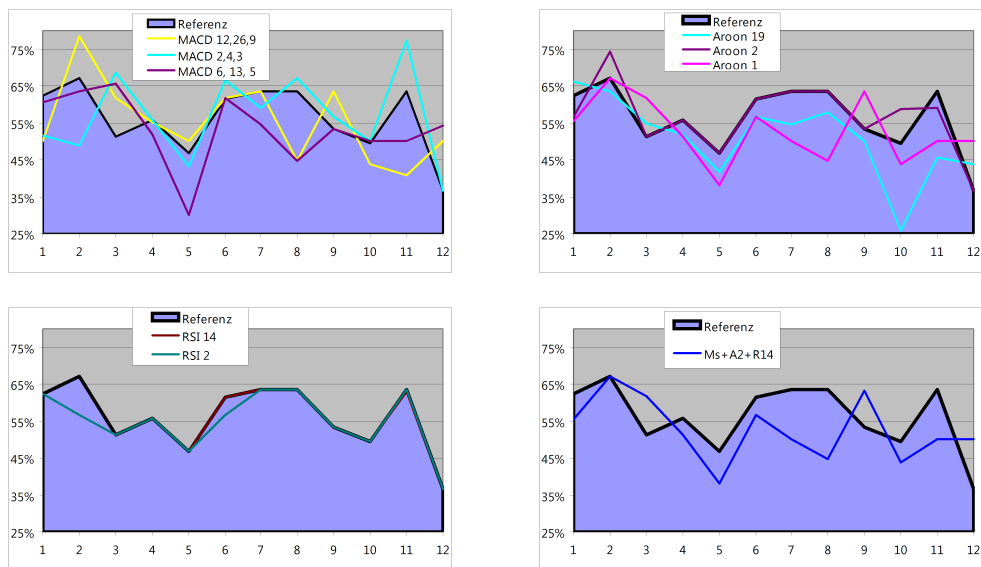 Referenz
MACD 12,26,9
MACD 2,4,3
MACD 6, 13, 5
75%
65%
55%
45%
35%
25%
1 2 3 4 5 6 7 8 9 10 11 12
Referenz
Aroon 19
Aroon 2
Aroon 1
75%
65%
55%
45%
35%
25%
1 2 3 4 5 6 7 8 9 10 11 12
Referenz
RSI 14
RSI 2
75%
65%
55%
45%
35%
25%
1 2 3 4 5 6 7 8 9 10 11 12
Referenz
Ms+A2+R14
75%
65%
55%
45%
35%
25%
1 2 3 4 5 6 7 8 9 10 11 12